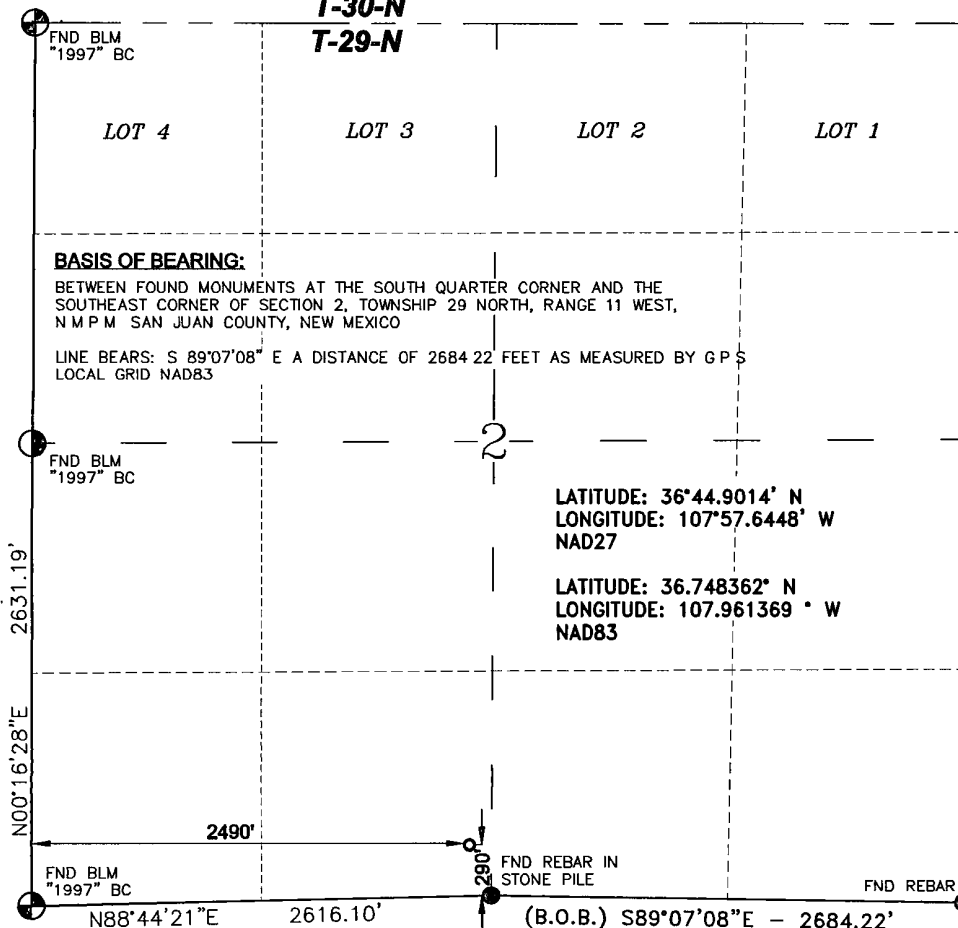 T-30-N
T-29-N
FND BLM
"1997" BC
LOT 4
LOT 3
LOT 2
LOT 1
BASIS OF BEARING:
BETWEEN FOUND MONUMENTS AT THE SOUTH QUARTER CORNER AND THE
SOUTHEAST CORNER OF SECTION 2, TOWNSHIP 29 NORTH, RANGE 11 WEST,
N M P M SAN JUAN COUNTY, NEW MEXICO
LINE BEARS: S 89°07'08" E A DISTANCE OF 2684 22 FEET AS MEASURED BY G P S
LOCAL GRID NAD83
2
FND BLM
"1997" BC
LATITUDE: 36°44.9014' N
LONGITUDE: 107°57.6448' W
NAD27
LATITUDE: 36.748362° N
LONGITUDE: 107.961369 ° W
NAD83
N00°16'28"E 2631.19'
2490'
290'
FND REBAR IN
STONE PILE
FND BLM
"1997" BC
FND REBAR
N88°44'21"E 2616.10'
(B.O.B.) S89°07'08"E - 2684.22'